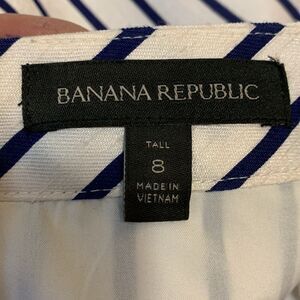 BANANA REPUBLIC
TALL
8
MADE IN
VIETNAM